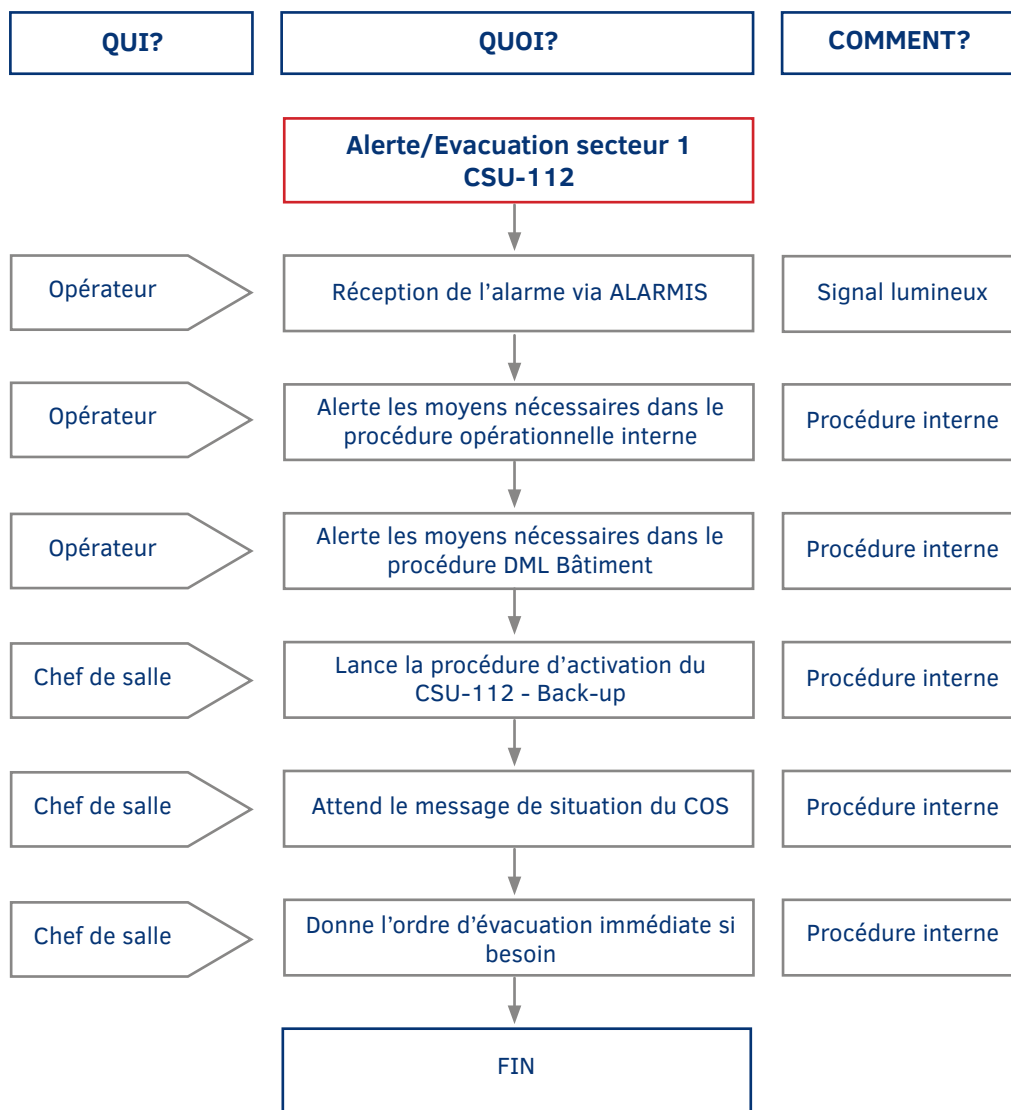 QUI?
QUOI?
COMMENT?
Alerte/Evacuation secteur 1
CSU-112
Opérateur
Réception de l’alarme via ALARMIS
Signal lumineux
Opérateur
Alerte les moyens nécessaires dans le
procédure opérationnelle interne
Procédure interne
Opérateur
Alerte les moyens nécessaires dans le
procédure DML Bâtiment
Procédure interne
Chef de salle
Lance la procédure d’activation du
CSU-112 - Back-up
Procédure interne
Chef de salle
Attend le message de situation du COS
Procédure interne
Chef de salle
Donne l’ordre d’évacuation immédiate si
besoin
Procédure interne
FIN